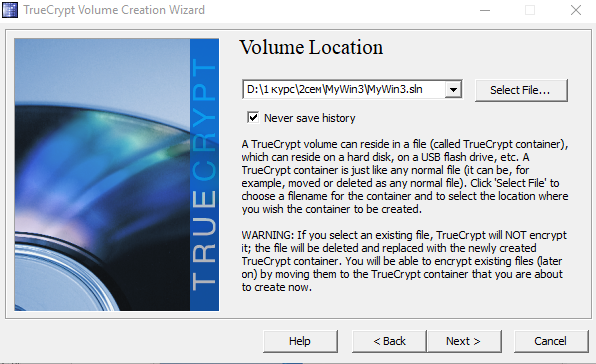 TrueCrypt Volume Creation Wizard
TRUECRYPT
Volume Location
D:\1 курс\2сем\MyWin3\MyWin3.sln
Select File...
Never save history
A TrueCrypt volume can reside in a file (called TrueCrypt container),
which can reside on a hard disk, on a USB flash drive, etc. A
TrueCrypt container is just like any normal file (it can be, for
example, moved or deleted as any normal file). Click 'Select File' to
choose a filename for the container and to select the location where
you wish the container to be created.
WARNING: If you select an existing file, TrueCrypt will NOT encrypt
it; the file will be deleted and replaced with the newly created
TrueCrypt container. You will be able to encrypt existing files (later
on) by moving them to the TrueCrypt container that you are about
to create now.
Help
< Back
Next >
Cancel